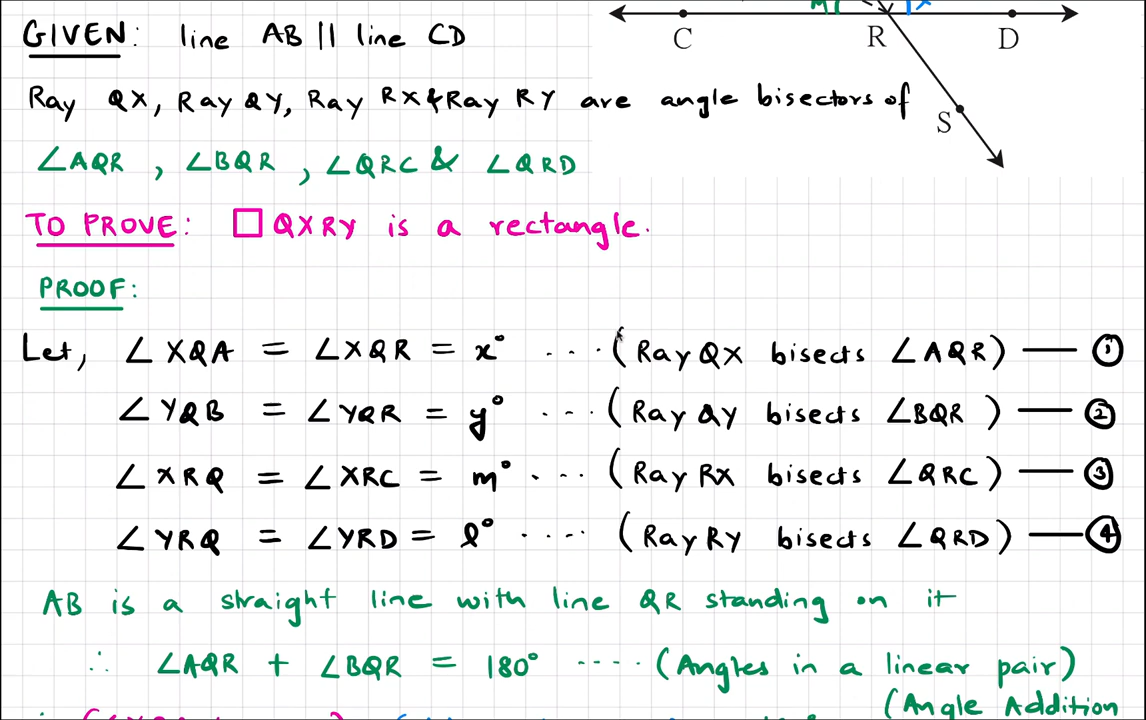 GIVEN: line AB || line CD
C R D
Ray QX, Ray QY, Ray RX & Ray RY are angle bisectors of
S
∠AQR , ∠BQR , ∠QRC & ∠QRD
TO PROVE: □ QXRY is a rectangle.
PROOF:
Let, ∠XQA = ∠XQR = x° ...(Ray QX bisects ∠AQR) — ①
∠YQB = ∠YQR = y° ...(Ray QY bisects ∠BQR) — ②
∠XRQ = ∠XRC = m° ....(Ray RX bisects ∠QRC) — ③
∠YRQ = ∠YRD = l° ....(Ray RY bisects ∠QRD) — ④
AB is a straight line with line QR standing on it
∴ ∠AQR + ∠BQR = 180° ....(Angles in a linear pair)
(Angle Addition